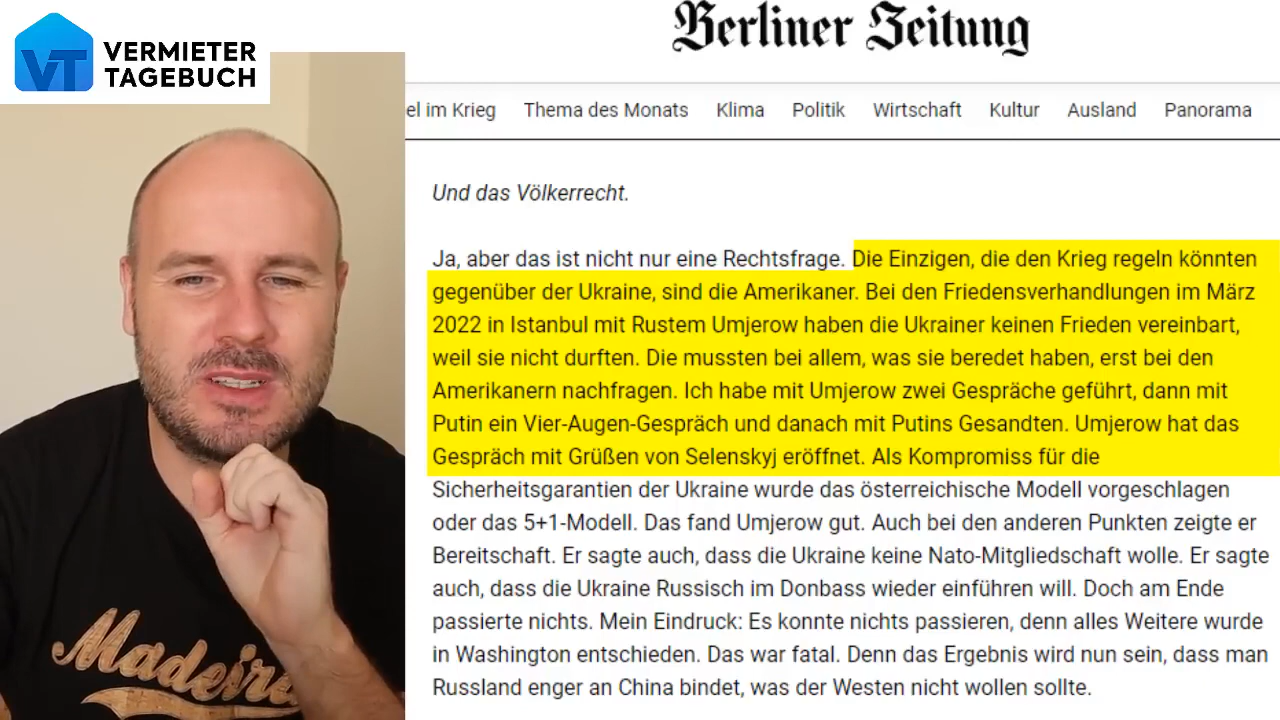 VERMIETER
TAGEBUCH
Berliner Zeitung
el im Krieg Thema des Monats Klima Politik Wirtschaft Kultur Ausland Panorama
Und das Völkerrecht.
Ja, aber das ist nicht nur eine Rechtsfrage. Die Einzigen, die den Krieg regeln könnten
gegenüber der Ukraine, sind die Amerikaner. Bei den Friedensverhandlungen im März
2022 in Istanbul mit Rustem Umjerow haben die Ukrainer keinen Frieden vereinbart,
weil sie nicht durften. Die mussten bei allem, was sie beredet haben, erst bei den
Amerikanern nachfragen. Ich habe mit Umjerow zwei Gespräche geführt, dann mit
Putin ein Vier-Augen-Gespräch und danach mit Putins Gesandten. Umjerow hat das
Gespräch mit Grüßen von Selenskyj eröffnet. Als Kompromiss für die
Sicherheitsgarantien der Ukraine wurde das österreichische Modell vorgeschlagen
oder das 5+1-Modell. Das fand Umjerow gut. Auch bei den anderen Punkten zeigte er
Bereitschaft. Er sagte auch, dass die Ukraine keine Nato-Mitgliedschaft wolle. Er sagte
auch, dass die Ukraine Russisch im Donbass wieder einführen will. Doch am Ende
passierte nichts. Mein Eindruck: Es konnte nichts passieren, denn alles Weitere wurde
in Washington entschieden. Das war fatal. Denn das Ergebnis wird nun sein, dass man
Russland enger an China bindet, was der Westen nicht wollen sollte.
VT
Madeira